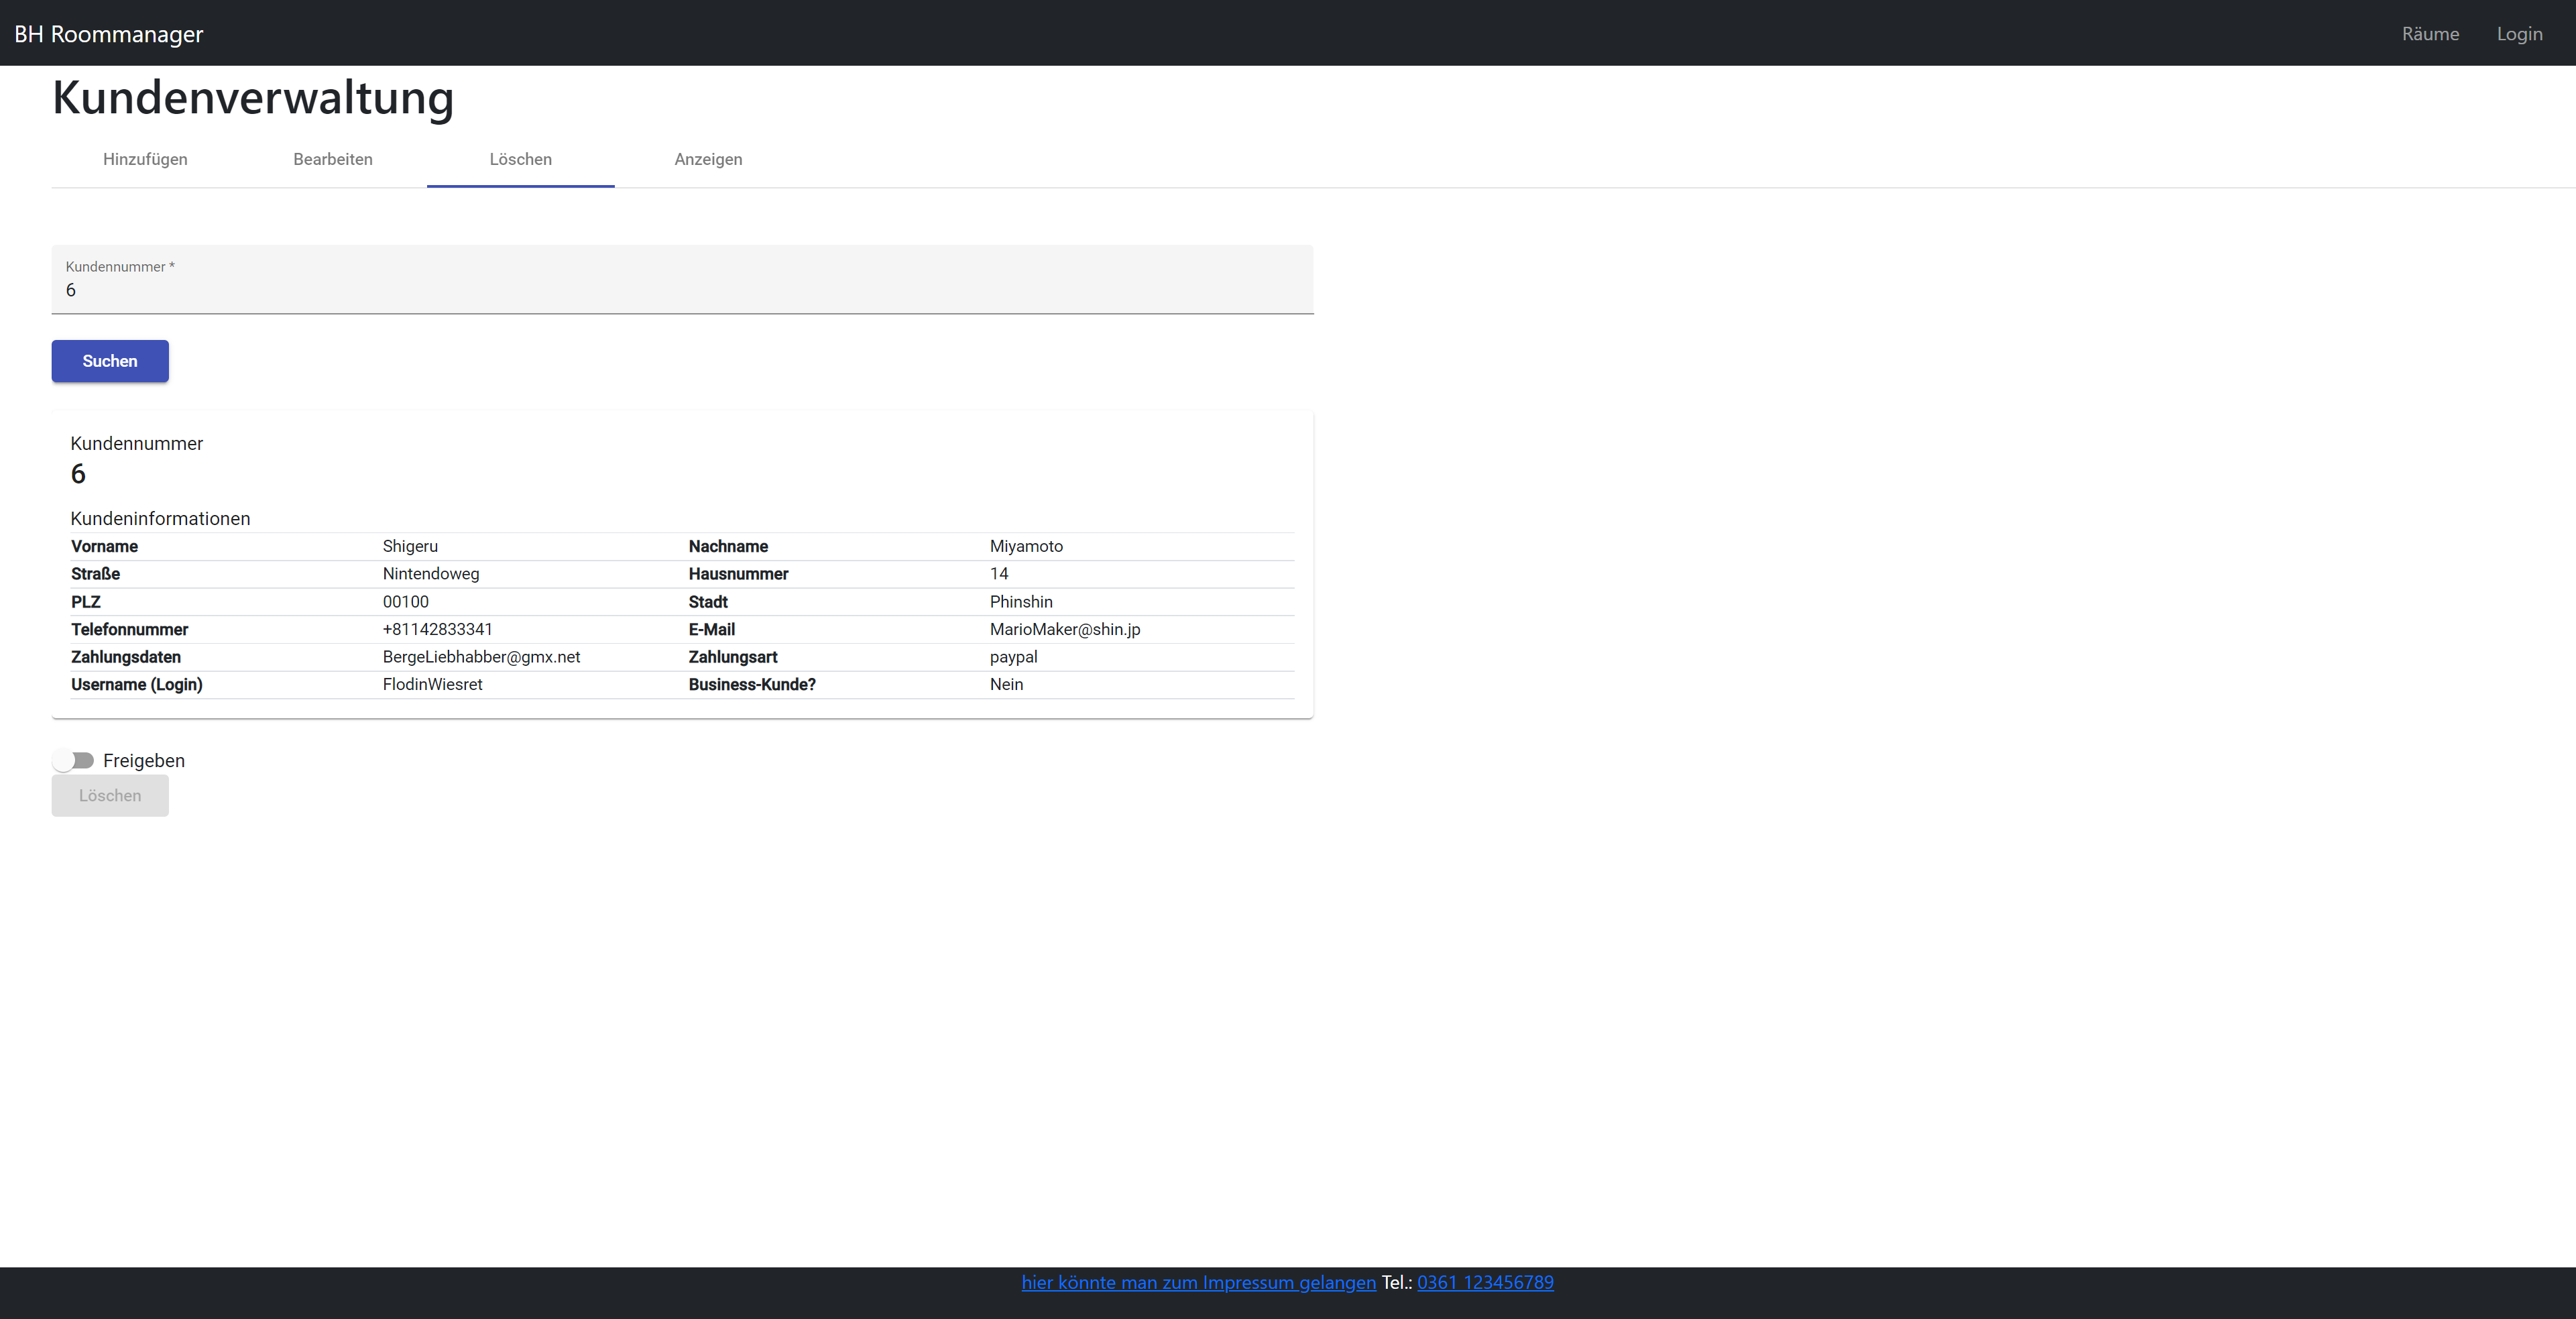 BH Roommanager Räume Login
Kundenverwaltung
Hinzufügen Bearbeiten Löschen Anzeigen
Kundennummer *
6
Suchen
Kundennummer
6
Kundeninformationen
Vorname Shigeru Nachname Miyamoto
Straße Nintendoweg Hausnummer 14
PLZ 00100 Stadt Phinshin
Telefonnummer +81142833341 E-Mail MarioMaker@shin.jp
Zahlungsdaten BergeLiebhabber@gmx.net Zahlungsart paypal
Username (Login) FlodinWiesret Business-Kunde? Nein
Freigeben
Löschen
hier könnte man zum Impressum gelangen Tel.: 0361 123456789